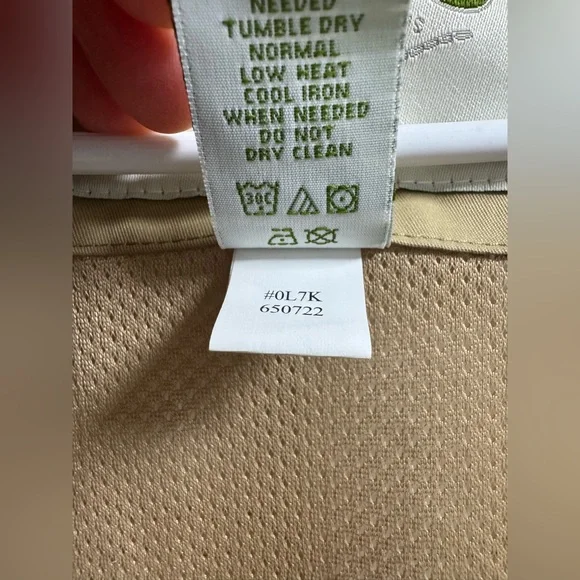 NEEDED
TUMBLE DRY
NORMAL
LOW HEAT
COOL IRON
WHEN NEEDED
DO NOT
DRY CLEAN
30C
S
#0L7K
650722